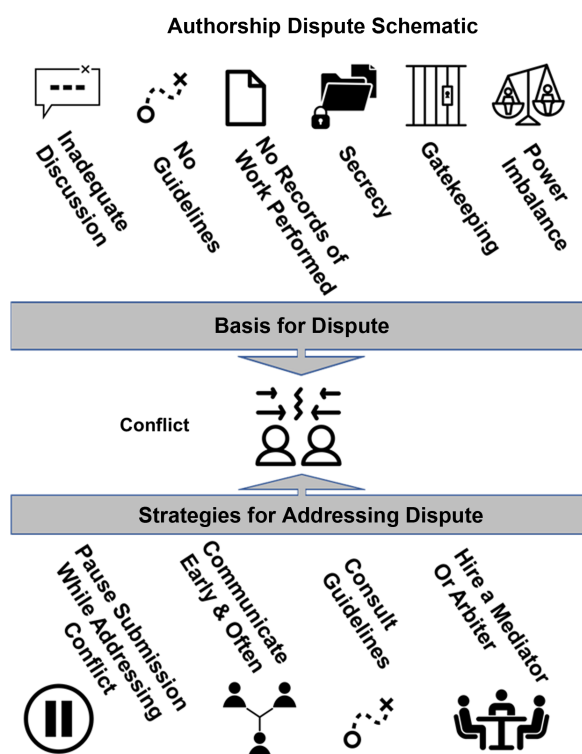 Authorship Dispute Schematic
Inadequate
Discussion
No
Guidelines
No Records of
Work Performed
Secrecy
Gatekeeping
Power
Imbalance
Basis for Dispute
Conflict
Strategies for Addressing Dispute
Pause Submission
While Addressing
Conflict
Communicate
Early & Often
Consult
Guidelines
Hire a Mediator
Or Arbiter